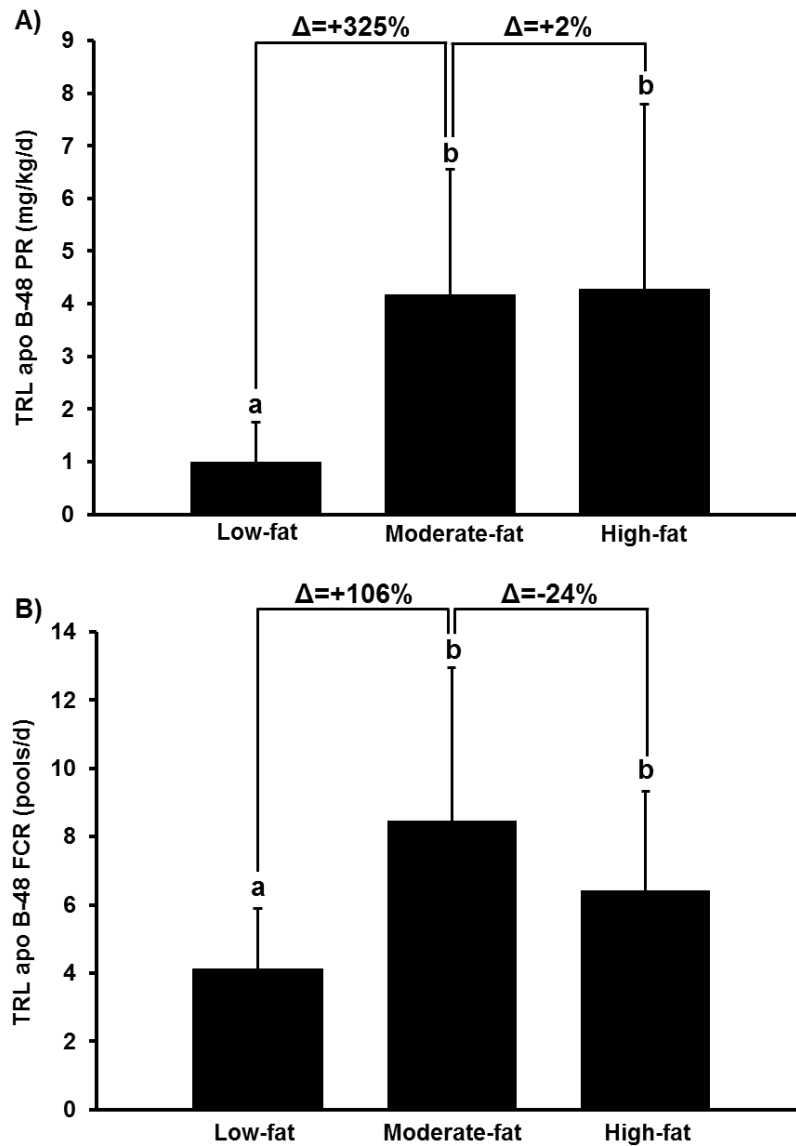 A)
Δ=+325% Δ=+2%
9
8
7
6
5
4
3
2
1
0
TRL apo B-48 PR (mg/kg/d)
a
b
b
Low-fat Moderate-fat High-fat
B)
Δ=+106% Δ=-24%
14
12
10
8
6
4
2
0
TRL apo B-48 FCR (pools/d)
a
b
b
Low-fat Moderate-fat High-fat